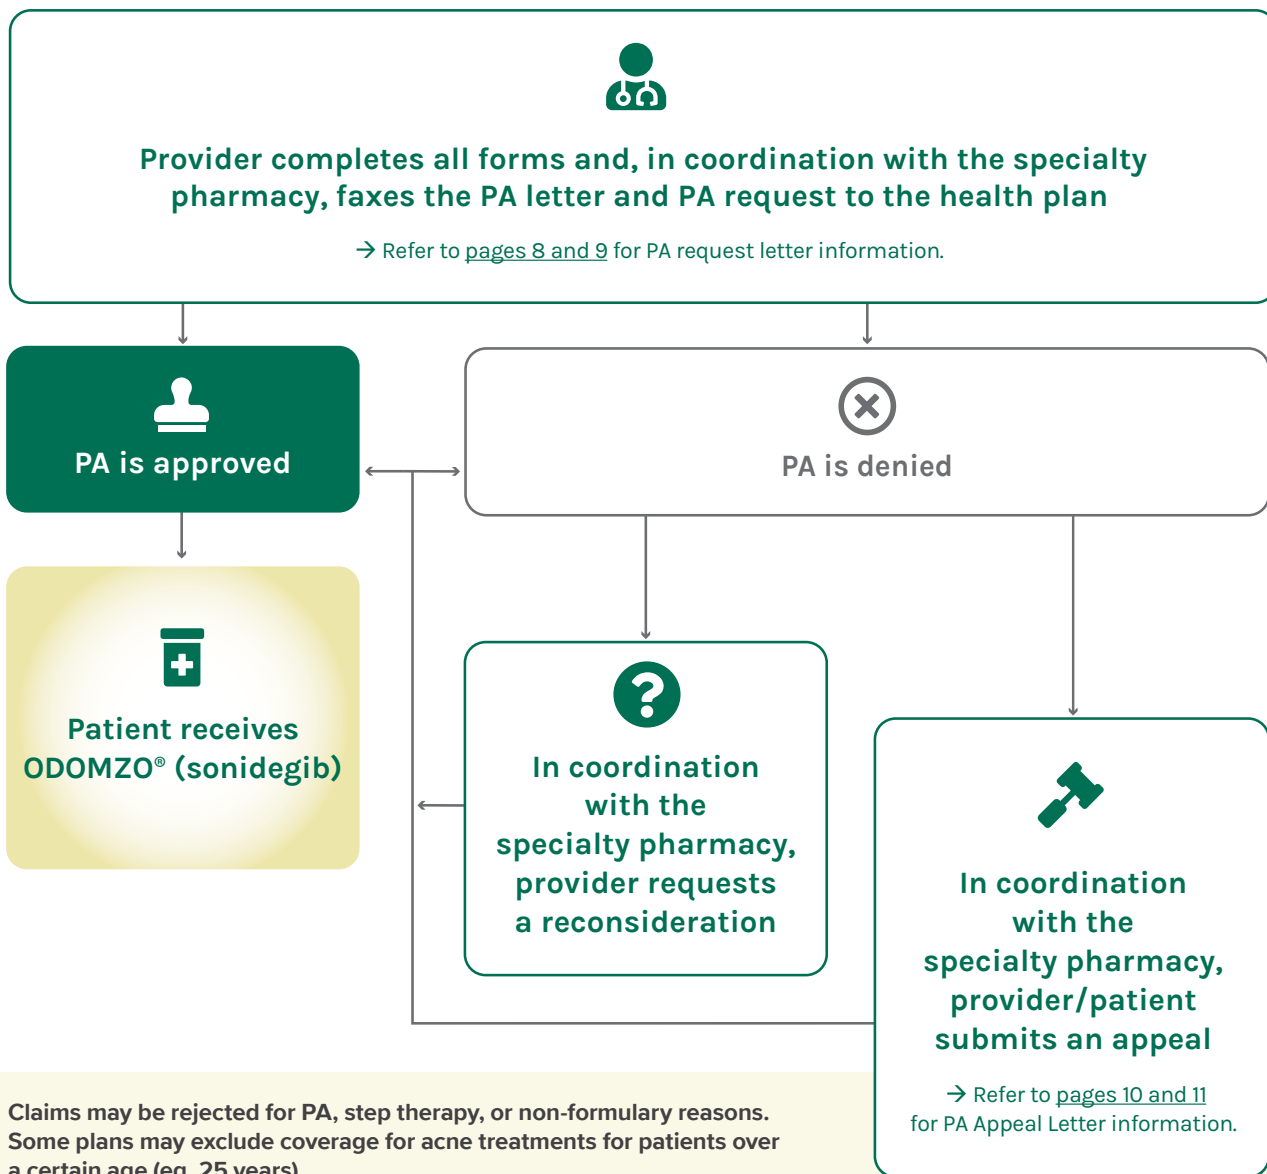 Provider completes all forms and, in coordination with the specialty
pharmacy, faxes the PA letter and PA request to the health plan
→ Refer to pages 8 and 9 for PA request letter information.
PA is approved
PA is denied
Patient receives
ODOMZO® (sonidegib)
In coordination
with the
specialty pharmacy,
provider requests
a reconsideration
In coordination
with the
specialty pharmacy,
provider/patient
submits an appeal
→ Refer to pages 10 and 11
for PA Appeal Letter information.
Claims may be rejected for PA, step therapy, or non-formulary reasons.
Some plans may exclude coverage for acne treatments for patients over
a certain age (eg, 25 years).